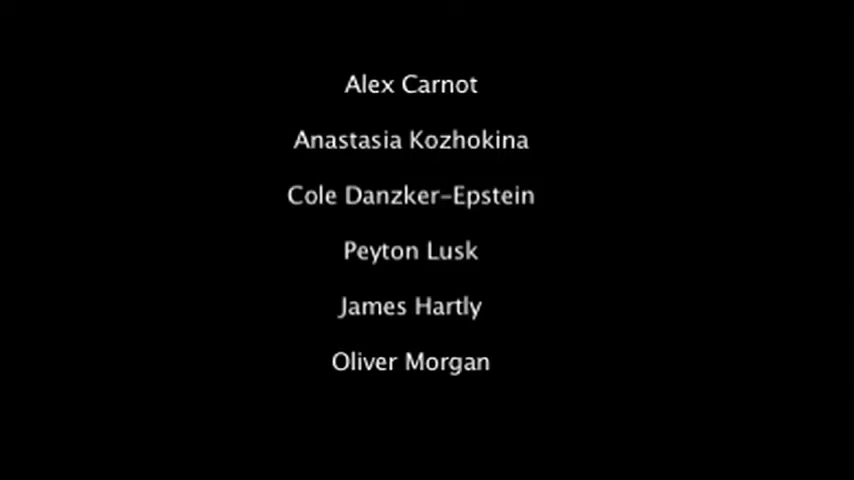 Alex Carnot
Anastasia Kozhokina
Cole Danzker-Epstein
Peyton Lusk
James Hartly
Oliver Morgan